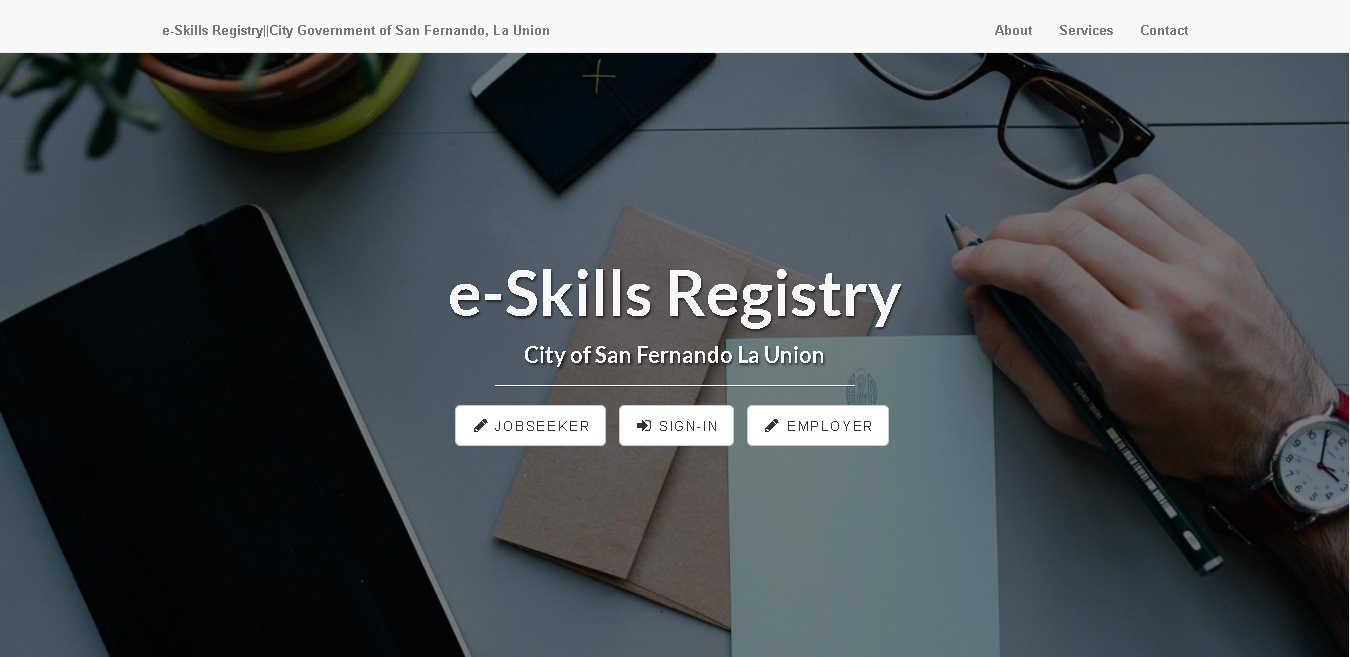 e-Skills Registry||City Government of San Fernando, La Union
About
Services
Contact
e-Skills Registry
City of San Fernando La Union
JOBSEEKER
SIGN-IN
EMPLOYER